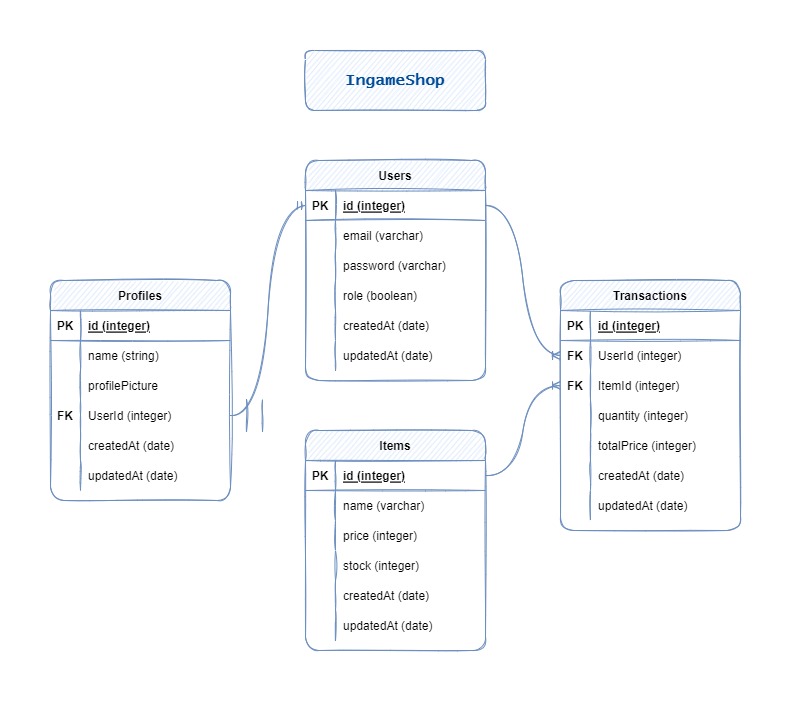 IngameShop
Users
PK id (integer)
email (varchar)
password (varchar)
role (boolean)
createdAt (date)
updatedAt (date)
Profiles
PK id (integer)
name (string)
profilePicture
FK UserId (integer)
createdAt (date)
updatedAt (date)
Transactions
PK id (integer)
FK UserId (integer)
FK ItemId (integer)
quantity (integer)
totalPrice (integer)
createdAt (date)
updatedAt (date)
Items
PK id (integer)
name (varchar)
price (integer)
stock (integer)
createdAt (date)
updatedAt (date)